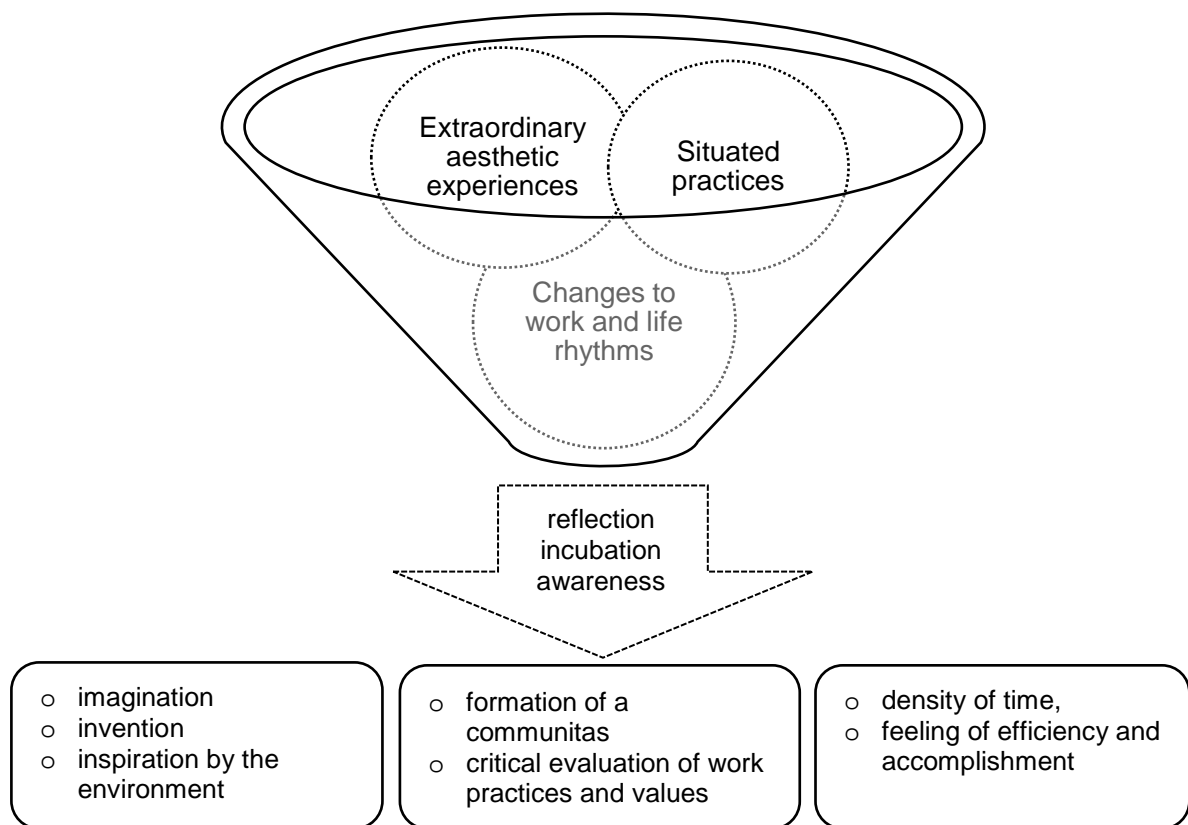 Extraordinary
aesthetic
experiences
Situated
practices
Changes to
work and life
rhythms
reflection
incubation
awareness
o imagination
o invention
o inspiration by the
environment
o formation of a
communitas
o critical evaluation of work
practices and values
o density of time,
o feeling of efficiency and
accomplishment